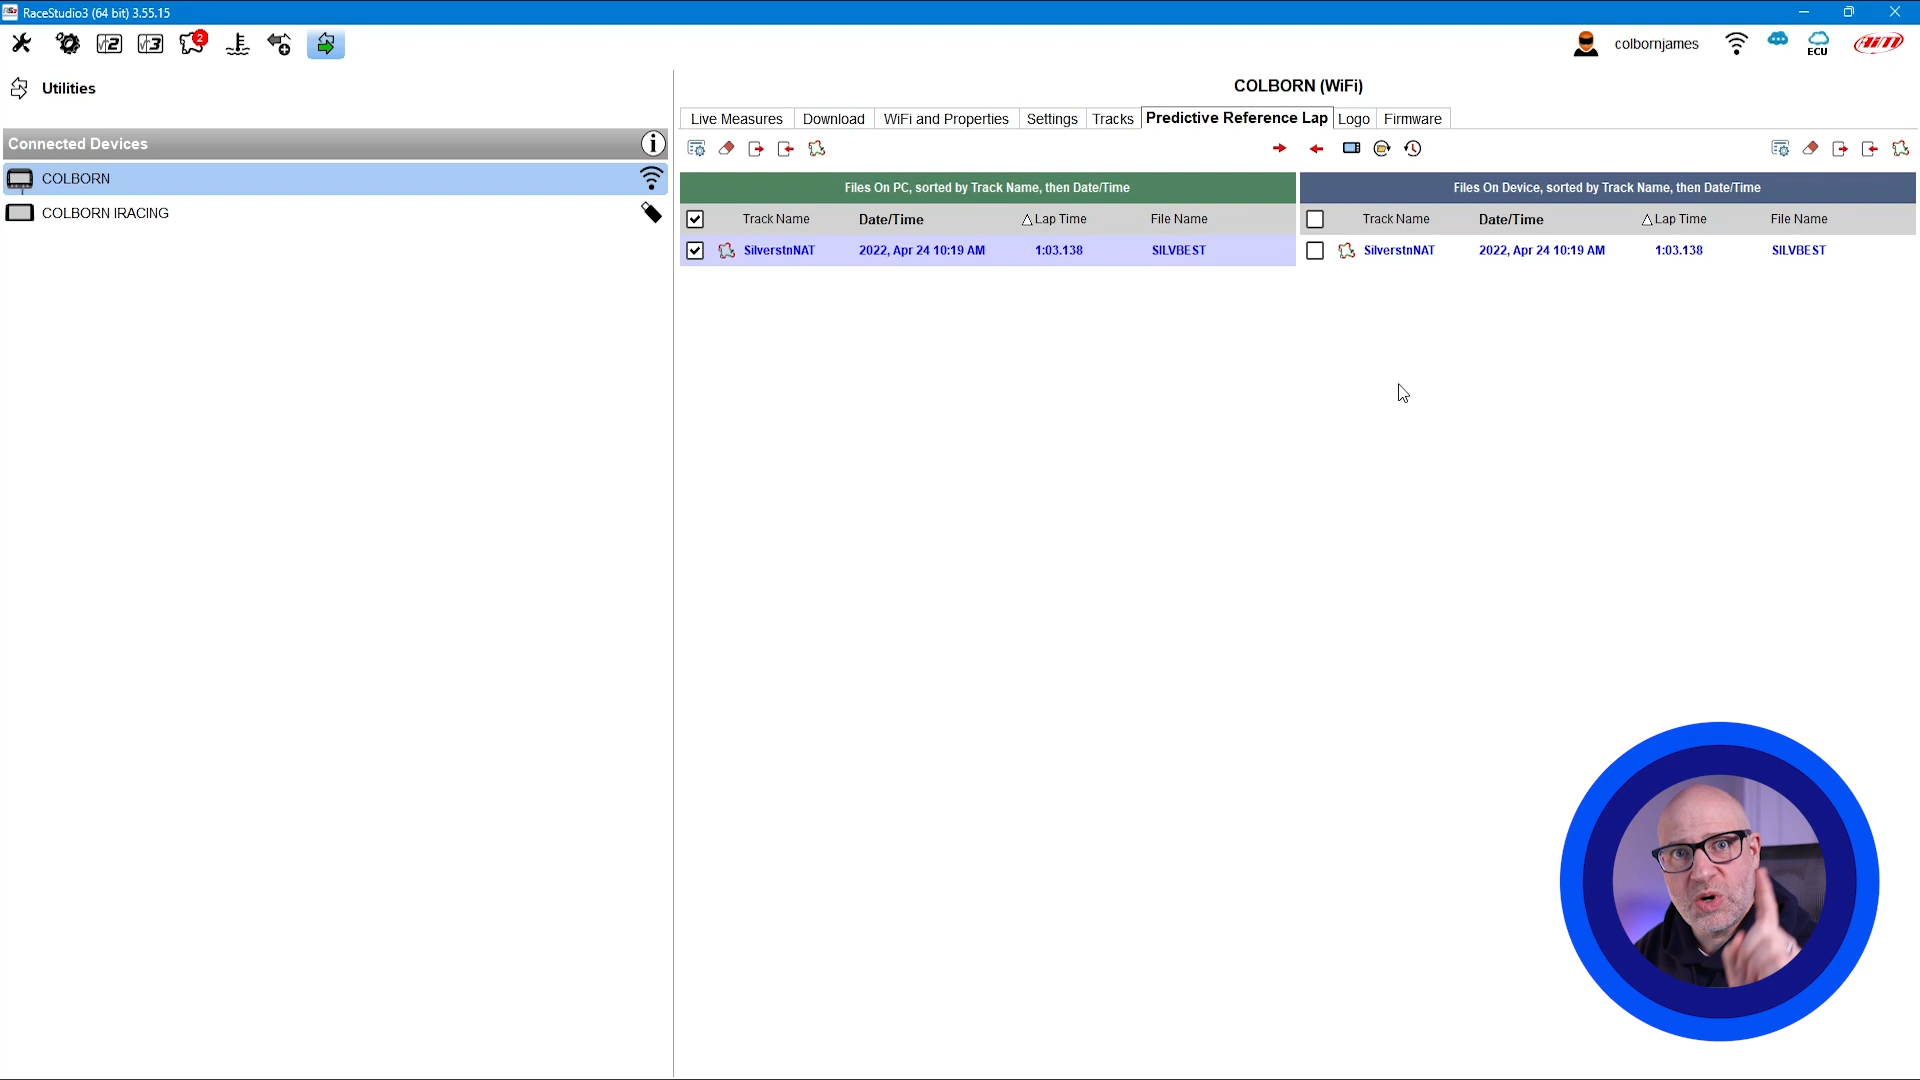 RaceStudio3 (64 bit) 3.55.15
2 3 2 colbornjames ECU AiM
Utilities
COLBORN (WiFi)
Live Measures Download WiFi and Properties Settings Tracks Predictive Reference Lap Logo Firmware
Connected Devices
COLBORN
COLBORN IRACING
Files On PC, sorted by Track Name, then Date/Time
Track Name Date/Time Lap Time File Name
SilverstnNAT 2022, Apr 24 10:19 AM 1:03.138 SILVBEST
Files On Device, sorted by Track Name, then Date/Time
Track Name Date/Time Lap Time File Name
SilverstnNAT 2022, Apr 24 10:19 AM 1:03.138 SILVBEST